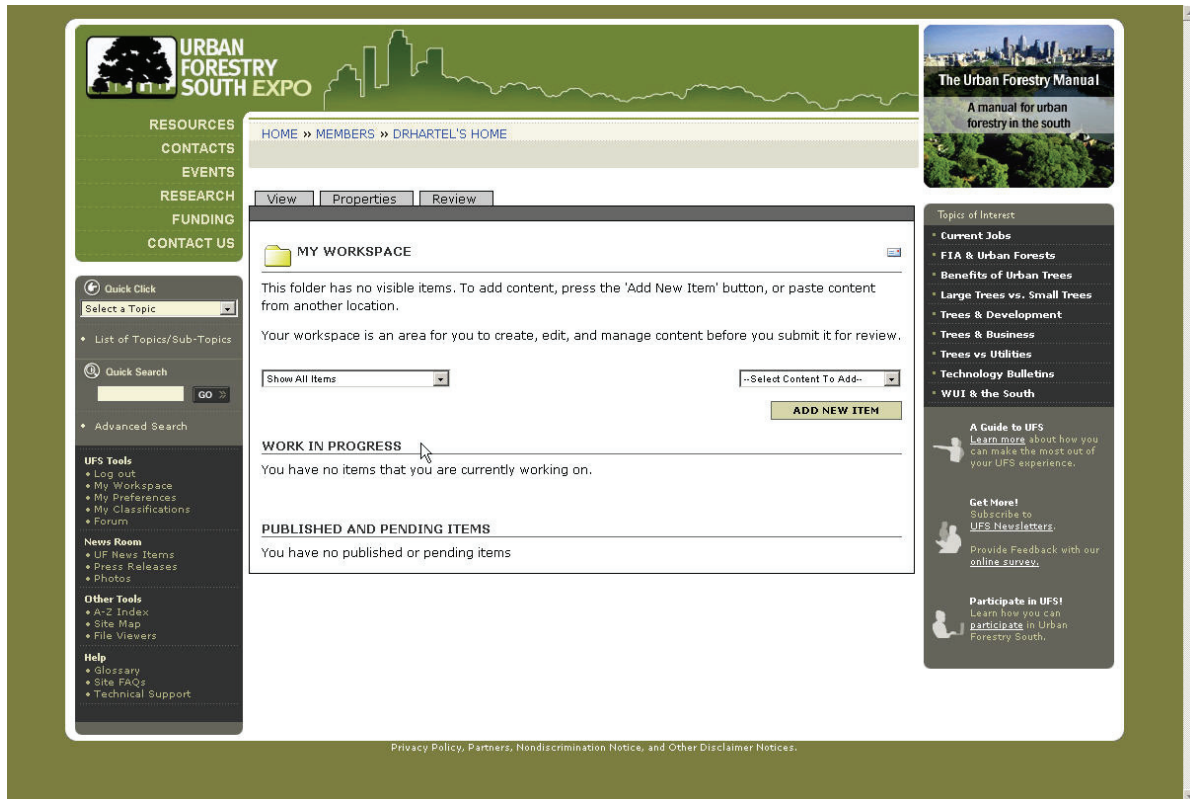 URBAN
FORESTRY
SOUTH EXPO
The Urban Forestry Manual
A manual for urban
forestry in the south
RESOURCES
CONTACTS
EVENTS
RESEARCH
FUNDING
CONTACT US
HOME » MEMBERS » DRHARTEL'S HOME
View
Properties
Review
MY WORKSPACE
This folder has no visible items. To add content, press the 'Add New Item' button, or paste content
from another location.
Your workspace is an area for you to create, edit, and manage content before you submit it for review.
Show All Items
--Select Content To Add--
ADD NEW ITEM
WORK IN PROGRESS
You have no items that you are currently working on.
PUBLISHED AND PENDING ITEMS
You have no published or pending items
Quick Click
Select a Topic
List of Topics/Sub-Topics
Quick Search
GO »
Advanced Search
UFS Tools
Log out
My Workspace
My Preferences
My Classifications
Forum
News Room
UF News Items
Press Releases
Photos
Other Tools
A-Z Index
Site Map
File Viewers
Help
Glossary
Site FAQs
Technical Support
Topics of Interest
Current Jobs
FIA & Urban Forests
Benefits of Urban Trees
Large Trees vs. Small Trees
Trees & Development
Trees & Business
Trees vs Utilities
Technology Bulletins
WUI & the South
A Guide to UFS
Learn more about how you
can make the most out of
your UFS experience.
Get More!
Subscribe to
UFS Newsletters.
Provide Feedback with our
online survey.
Participate in UFS!
Learn how you can
participate in Urban
Forestry South.
Privacy Policy, Partners, Nondiscrimination Notice, and Other Disclaimer Notices.